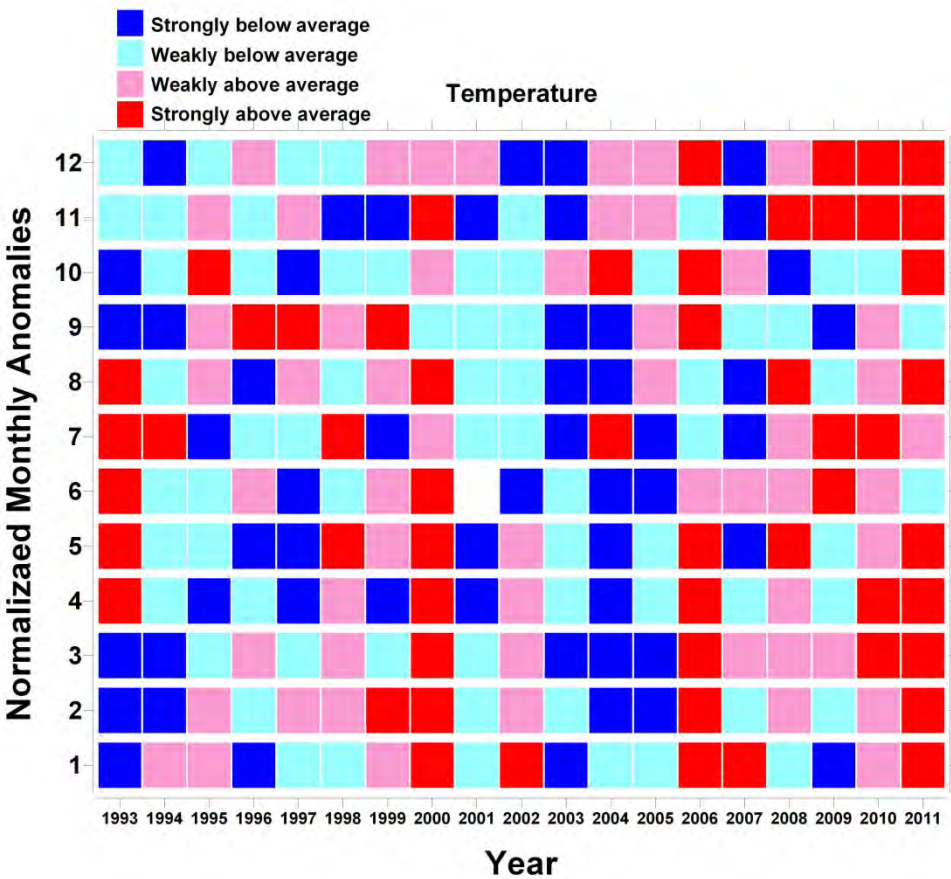 Strongly below average
Weakly below average
Weakly above average
Strongly above average
Temperature
Normalizaed Monthly Anomalies
12
11
10
9
8
7
6
5
4
3
2
1
1993 1994 1995 1996 1997 1998 1999 2000 2001 2002 2003 2004 2005 2006 2007 2008 2009 2010 2011
Year